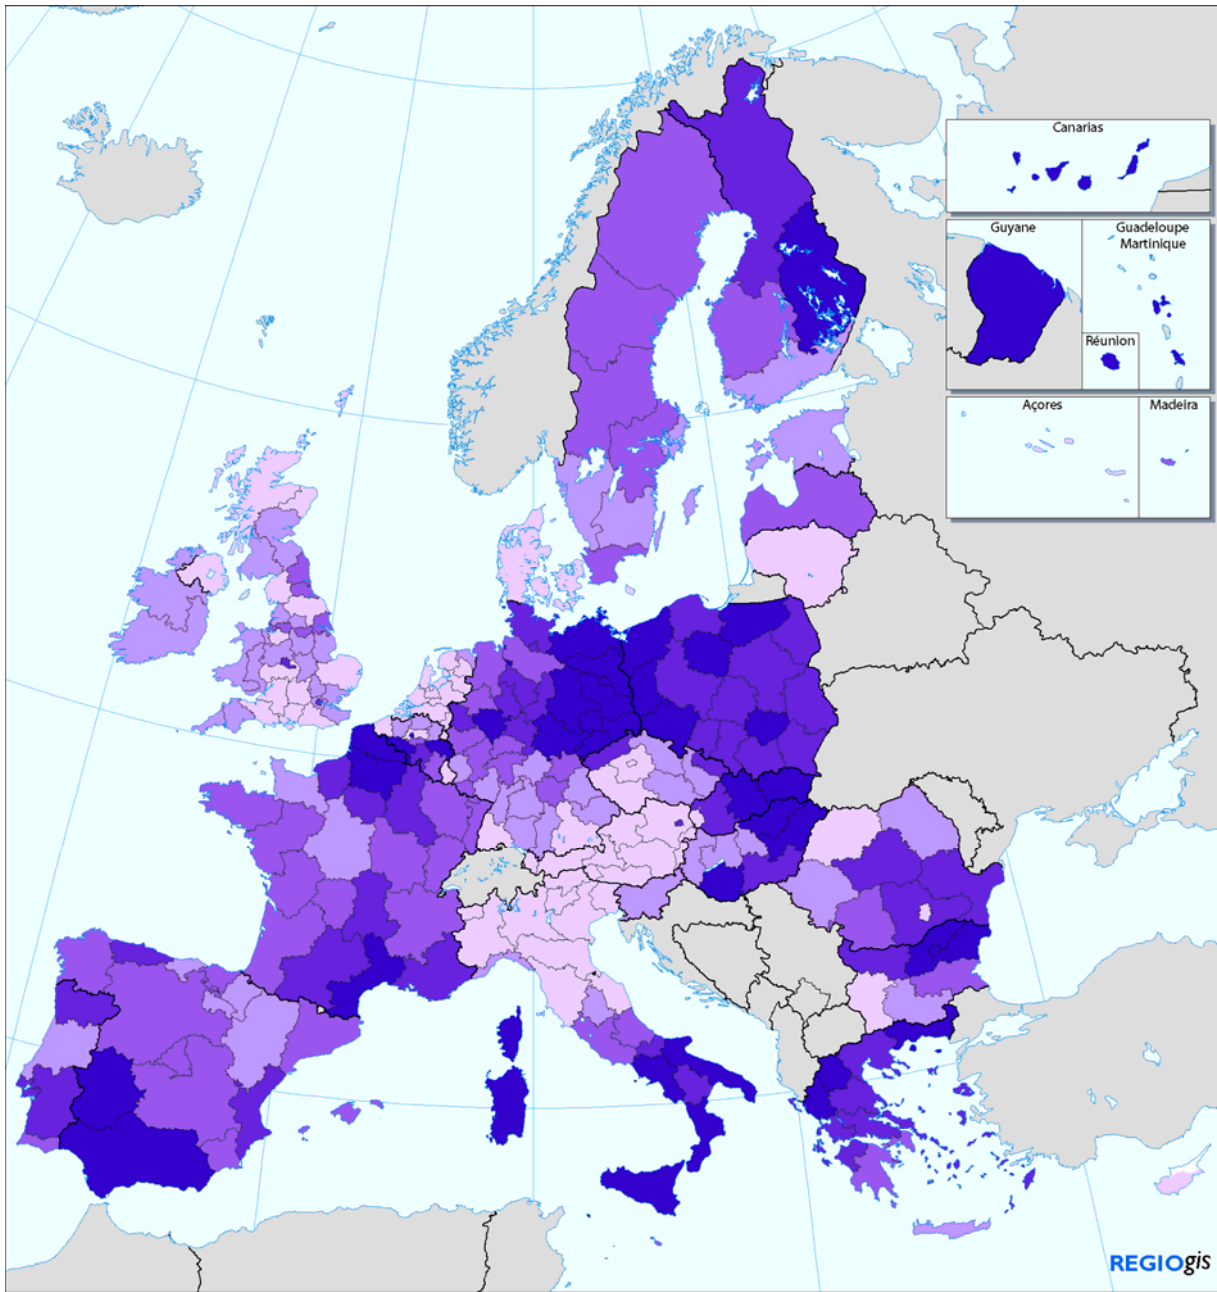 Canarias
Guyane
Guadeloupe
Martinique
Réunion
Açores
Madeira
REGIOgis